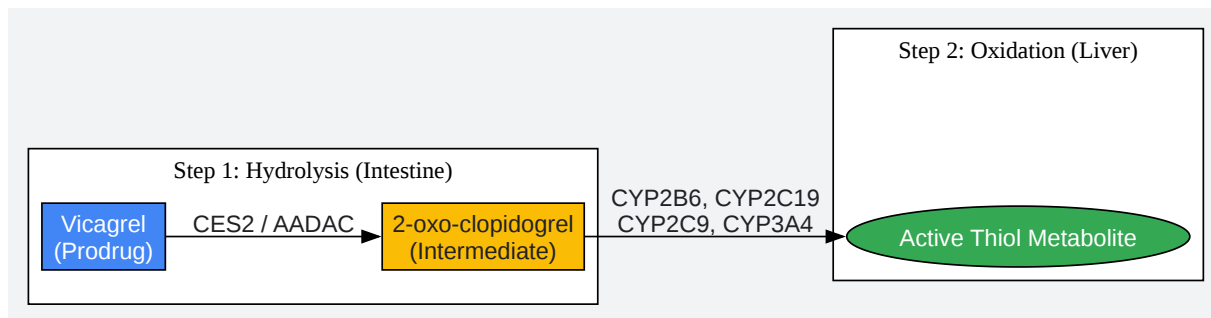 Step 2: Oxidation (Liver)
Step 1: Hydrolysis (Intestine)
Vicagrel
(Prodrug)
CES2 / AADAC
2-oxo-clopidogrel
(Intermediate)
CYP2B6, CYP2C19
CYP2C9, CYP3A4
Active Thiol Metabolite